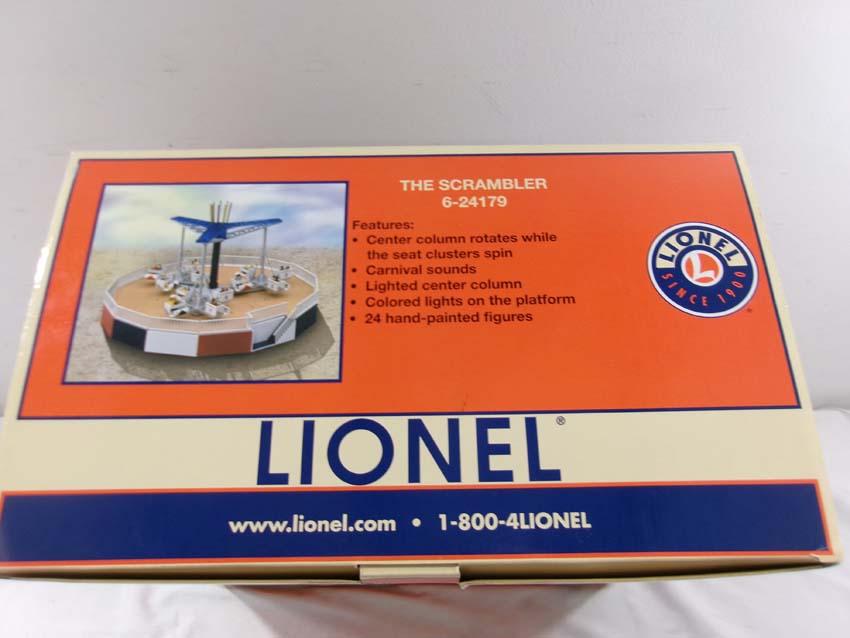 THE SCRAMBLER
6-24179
Features:
• Center column rotates while
the seat clusters spin
• Carnival sounds
• Lighted center column
• Colored lights on the platform
• 24 hand-painted figures
LIONEL
L
SINCE 1900
®
LIONEL®
www.lionel.com • 1-800-4LIONEL